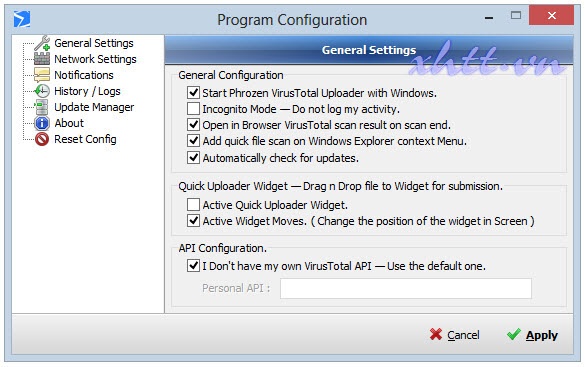 Program Configuration
General Settings
Network Settings
Notifications
History / Logs
Update Manager
About
Reset Config
General Settings
xhtt.vn
General Configuration
Start Phrozen VirusTotal Uploader with Windows.
Incognito Mode — Do not log my activity.
Open in Browser VirusTotal scan result on scan end.
Add quick file scan on Windows Explorer context Menu.
Automatically check for updates.
Quick Uploader Widget — Drag n Drop file to Widget for submission.
Active Quick Uploader Widget.
Active Widget Moves. ( Change the position of the widget in Screen )
API Configuration.
I Don't have my own VirusTotal API — Use the default one.
Personal API :
Cancel
Apply